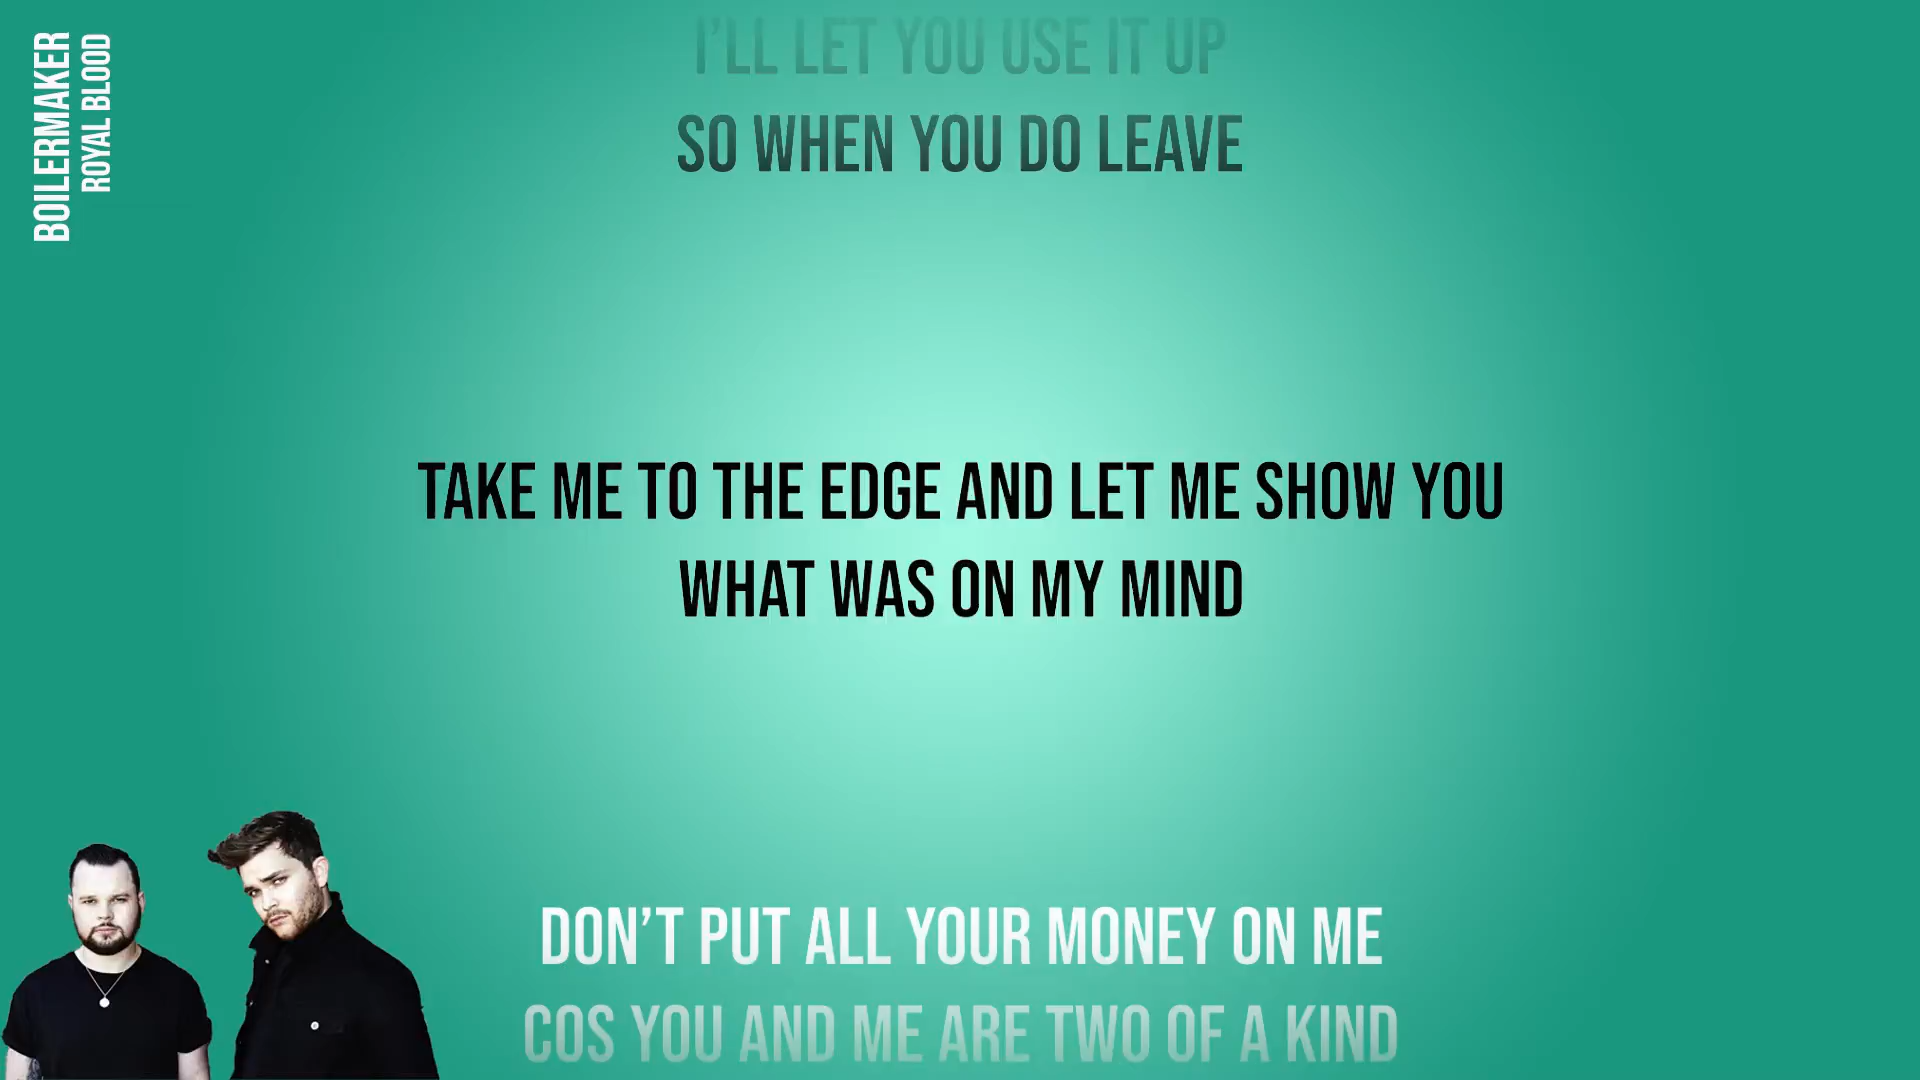 BOILERMAKER
ROYAL BLOOD
I'LL LET YOU USE IT UP
SO WHEN YOU DO LEAVE
TAKE ME TO THE EDGE AND LET ME SHOW YOU
WHAT WAS ON MY MIND
DON'T PUT ALL YOUR MONEY ON ME
COS YOU AND ME ARE TWO OF A KIND